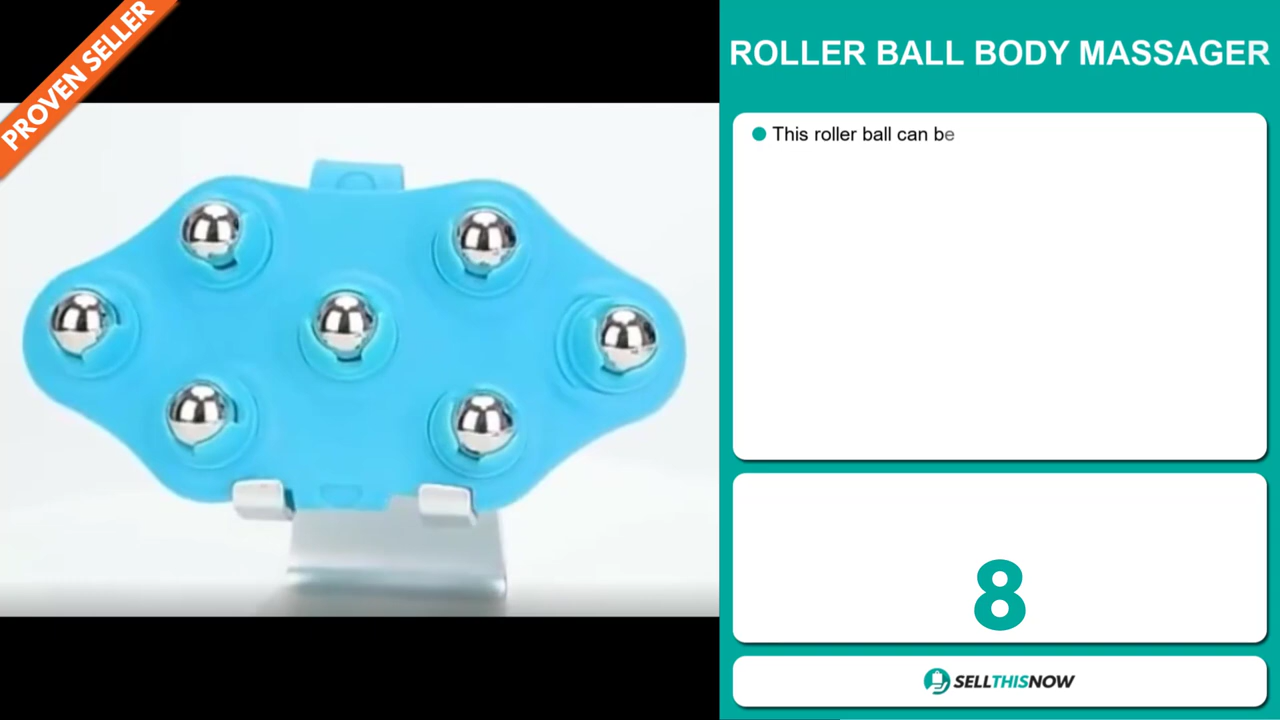 PROVEN SELLER
ROLLER BALL BODY MASSAGER
This roller ball can be
8
SELLTHISNOW